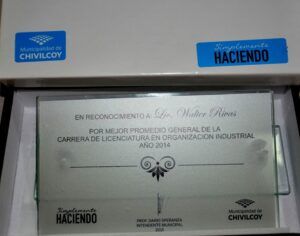 Municipalidad de
CHIVILCOY
Simplemente
HACIENDO
EN RECONOCIMIENTO A: Lic. Walter Rivas
POR MEJOR PROMEDIO GENERAL DE LA
CARRERA DE LICENCIATURA EN ORGANIZACION INDUSTRIAL
AÑO 2014
Simplemente
HACIENDO
PROF. DARIO SPERANZA
INTENDENTE MUNICIPAL
Municipalidad de
CHIVILCOY